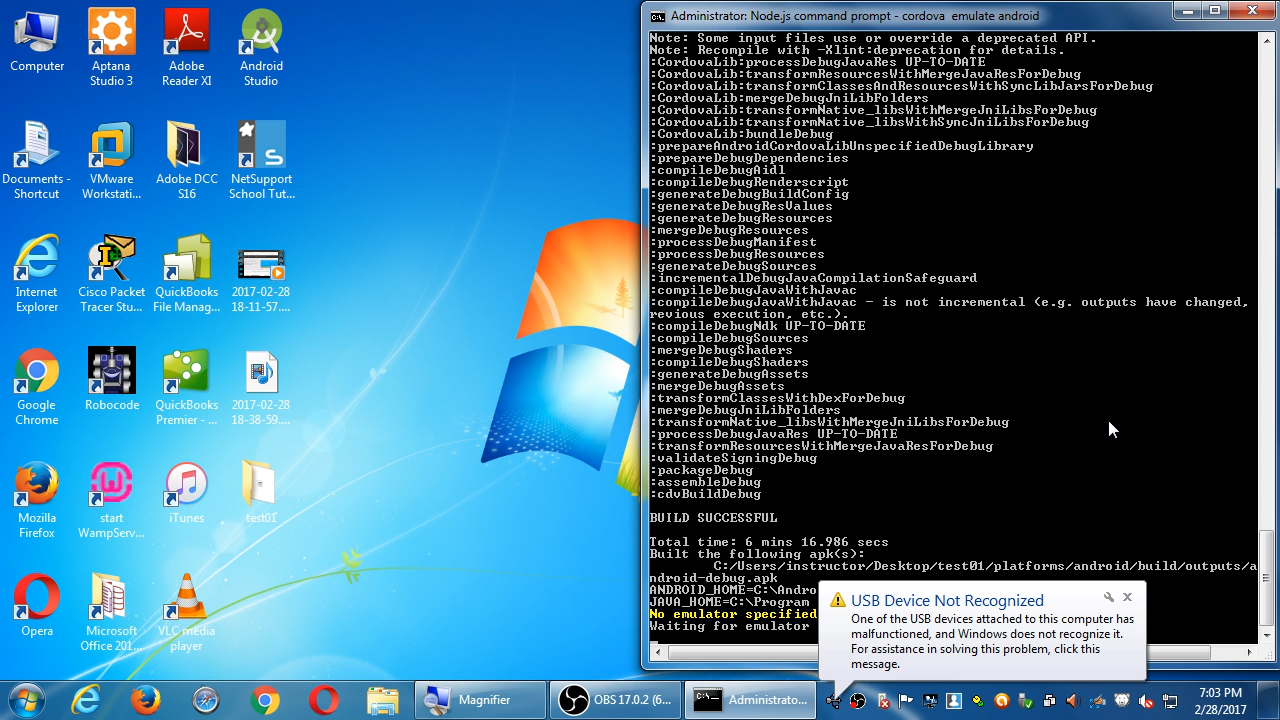 Computer
Aptana
Studio 3
Adobe
Reader XI
Android
Studio
Documents -
Shortcut
VMware
Workstati...
Adobe DCC
S16
NetSupport
School Tut...
Internet
Explorer
Cisco Packet
Tracer Stu...
QuickBooks
File Manag...
2017-02-28
18-11-57....
Google
Chrome
Robocode
QuickBooks
Premier - ...
2017-02-28
18-38-59....
Mozilla
Firefox
start
WampServ...
iTunes
test01
Opera
Microsoft
Office 201...
VLC media
player
Administrator: Node.js command prompt - cordova emulate android
Note: Some input files use or override a deprecated API.
Note: Recompile with -Xlint:deprecation for details.
:CordovaLib:processDebugJavaRes UP-TO-DATE
:CordovaLib:transformResourcesWithMergeJavaResForDebug
:CordovaLib:transformClassesAndResourcesWithSyncLibJarsForDebug
:CordovaLib:mergeDebugJniLibFolders
:CordovaLib:transformNative_libsWithMergeJniLibsForDebug
:CordovaLib:transformNative_libsWithSyncJniLibsForDebug
:CordovaLib:bundleDebug
:prepareAndroidCordovaLibUnspecifiedDebugLibrary
:prepareDebugDependencies
:compileDebugAidl
:compileDebugRenderscript
:generateDebugBuildConfig
:generateDebugResValues
:generateDebugResources
:mergeDebugResources
:processDebugManifest
:processDebugResources
:generateDebugSources
:incrementalDebugJavaCompilationSafeguard
:compileDebugJavaWithJavac
:compileDebugJavaWithJavac - is not incremental (e.g. outputs have changed,
revious execution, etc.).
:compileDebugNdk UP-TO-DATE
:compileDebugSources
:mergeDebugShaders
:compileDebugShaders
:generateDebugAssets
:mergeDebugAssets
:transformClassesWithDexForDebug
:mergeDebugJniLibFolders
:transformNative_libsWithMergeJniLibsForDebug
:processDebugJavaRes UP-TO-DATE
:transformResourcesWithMergeJavaResForDebug
:validateSigningDebug
:packageDebug
:assembleDebug
:cdvBuildDebug
BUILD SUCCESSFUL
Total time: 6 mins 16.986 secs
Built the following apk(s):
C:/Users/instructor/Desktop/test01/platforms/android/build/outputs/a
ndroid-debug.apk
ANDROID_HOME=C:\Andro
JAVA_HOME=C:\Program
No emulator specified
Waiting for emulator
USB Device Not Recognized
One of the USB devices attached to this computer has
malfunctioned, and Windows does not recognize it.
For assistance in solving this problem, click this
message.
Magnifier
OBS 17.0.2 (6...
Administrato...
7:03 PM
2/28/2017